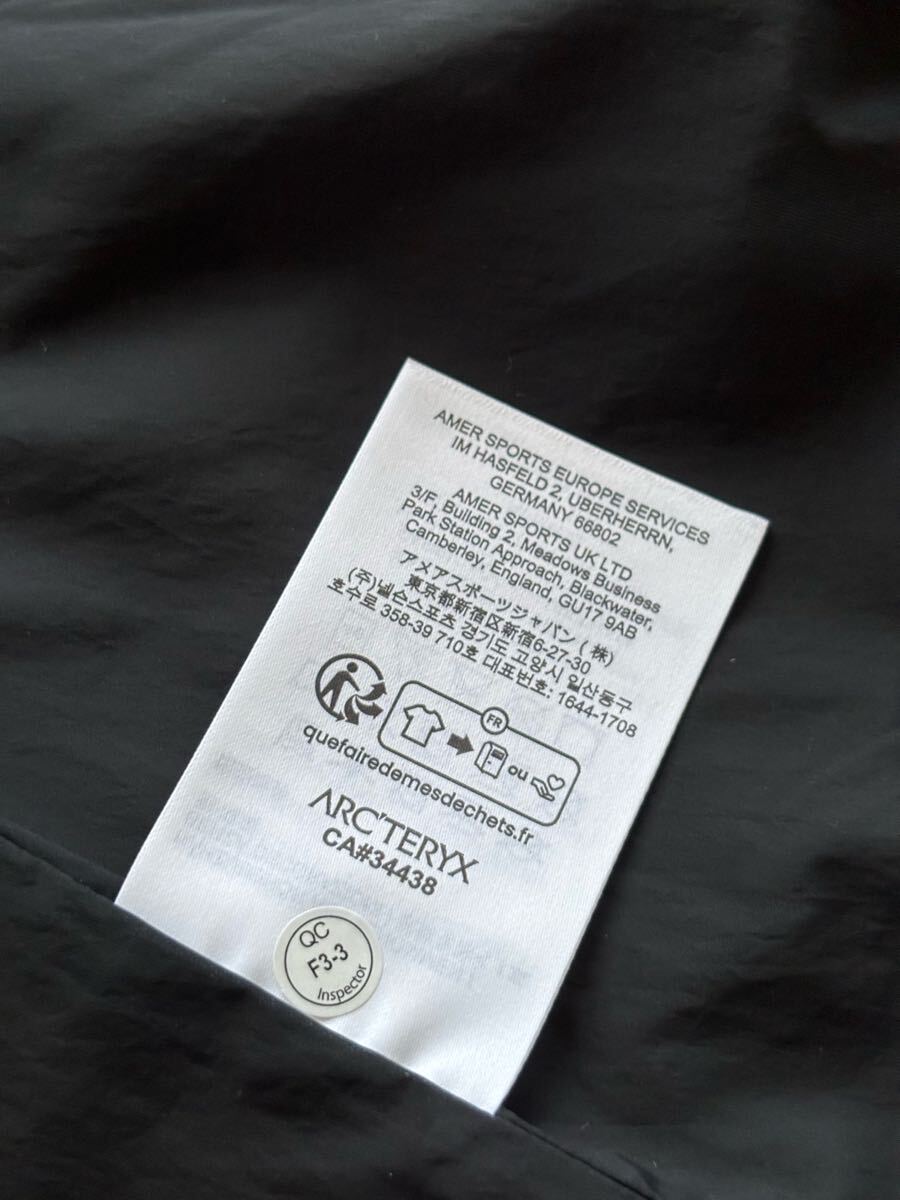 AMER SPORTS EUROPE SERVICES
IM HASFELD 2, UBERHERRN,
GERMANY 66802
AMER SPORTS UK LTD
3/F, Building 2, Meadows Business
Park Station Approach, Blackwater,
Camberley, England, GU17 9AB
アメアスポーツジャパン (株)
東京都新宿区新宿6-27-30
(주)넬슨스포츠 경기도 고양시 일산동구
호수로 358-39 710호 대표번호: 1644-1708
FR
ou
quefairedemesdechets.fr
ARC'TERYX
CA#34438
QC
F3-3
Inspector